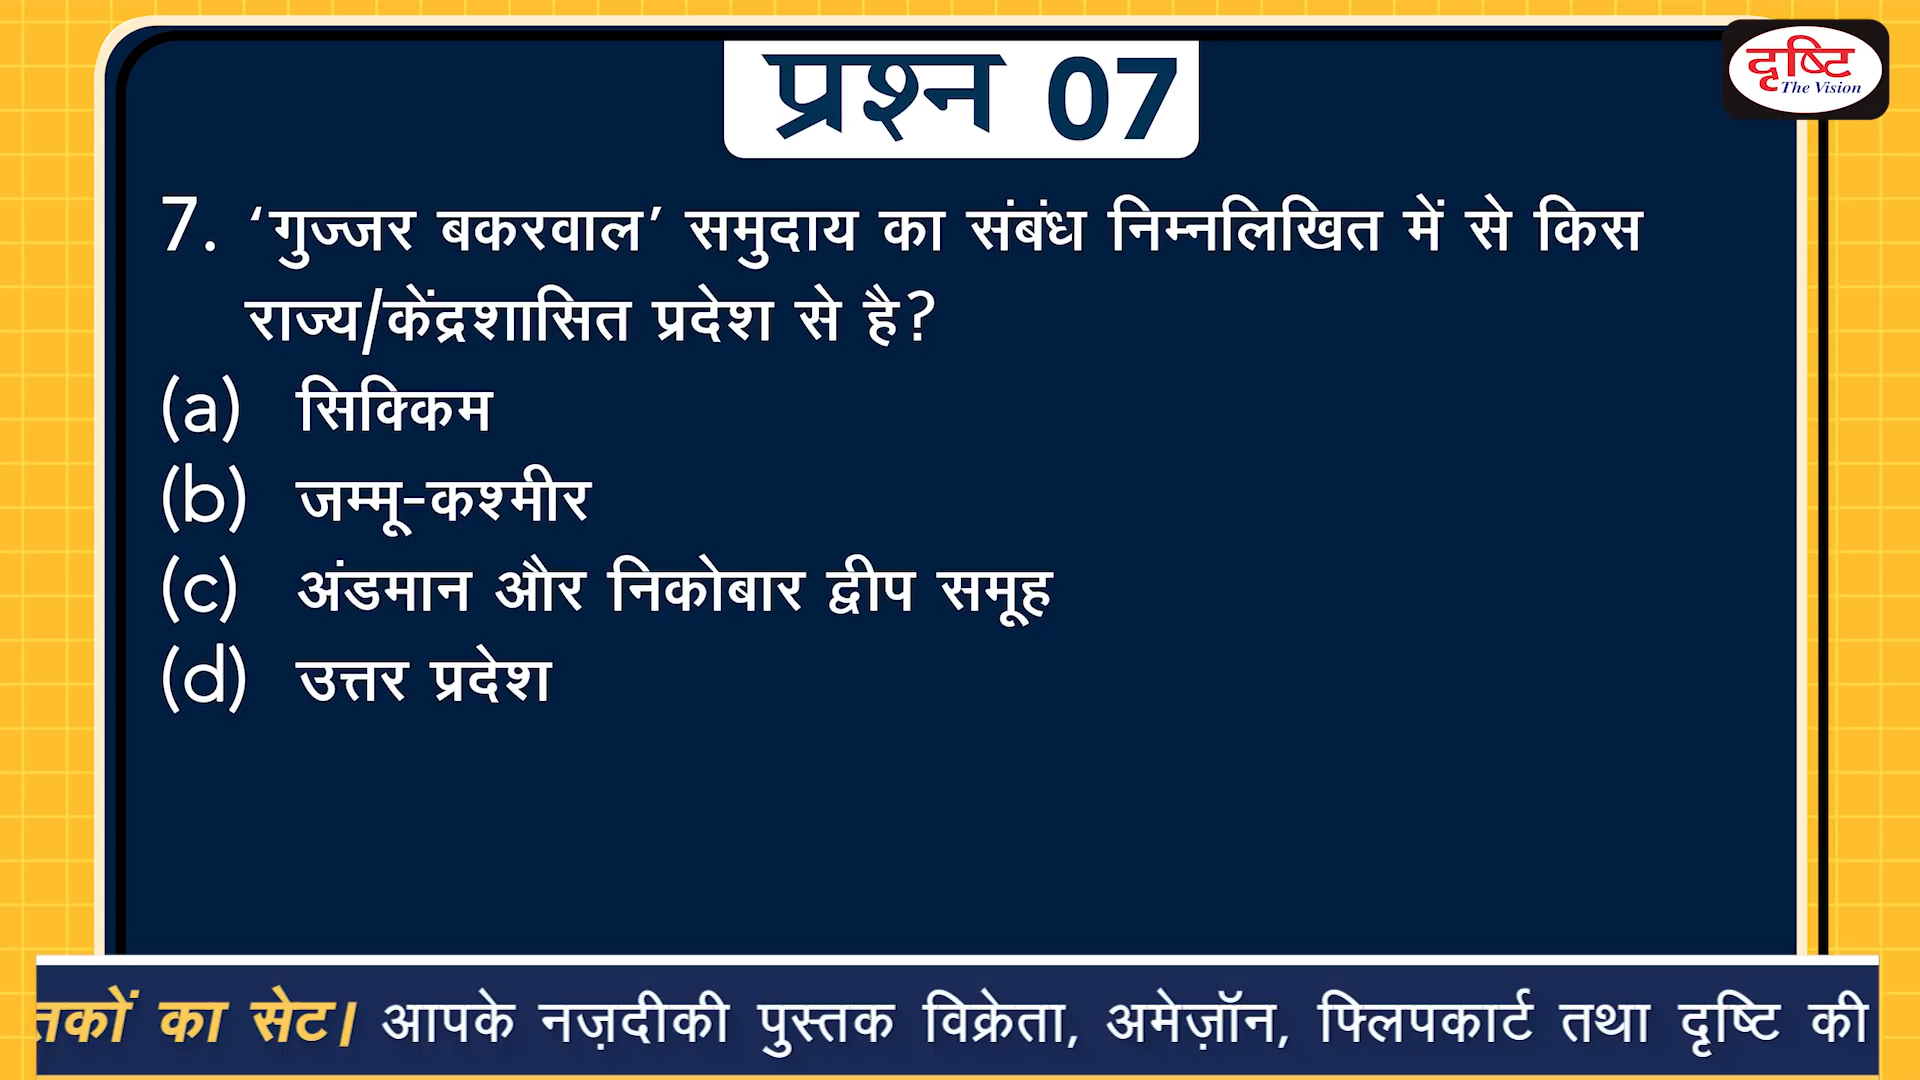 प्रश्न 07
दृष्टि
The Vision
7. ‘गुज्जर बकरवाल’ समुदाय का संबंध निम्नलिखित में से किस
राज्य/केंद्रशासित प्रदेश से है?
(a) सिक्किम
(b) जम्मू-कश्मीर
(c) अंडमान और निकोबार द्वीप समूह
(d) उत्तर प्रदेश
का सेट। आपके नज़दीकी पुस्तक विक्रेता, अमेज़ॉन, फ्लिपकार्ट तथा दृष्टि की